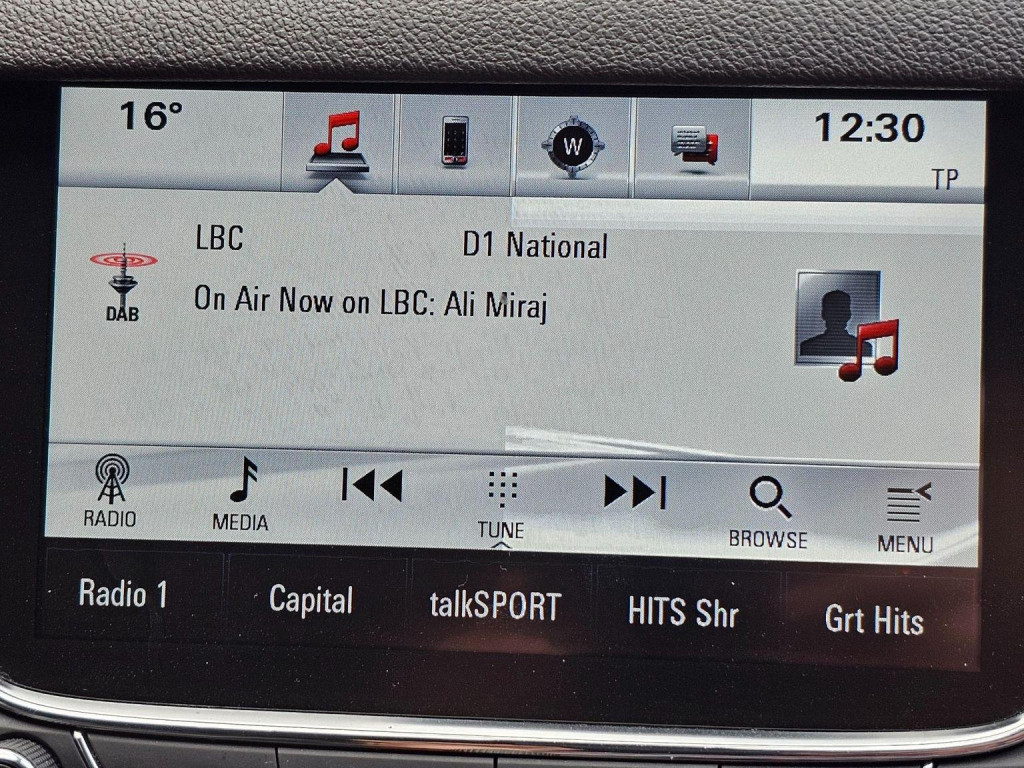 16°
W
12:30
TP
LBC D1 National
On Air Now on LBC: Ali Miraj
DAB
RADIO MEDIA TUNE BROWSE MENU
Radio 1 Capital talkSPORT HITS Shr Grt Hits